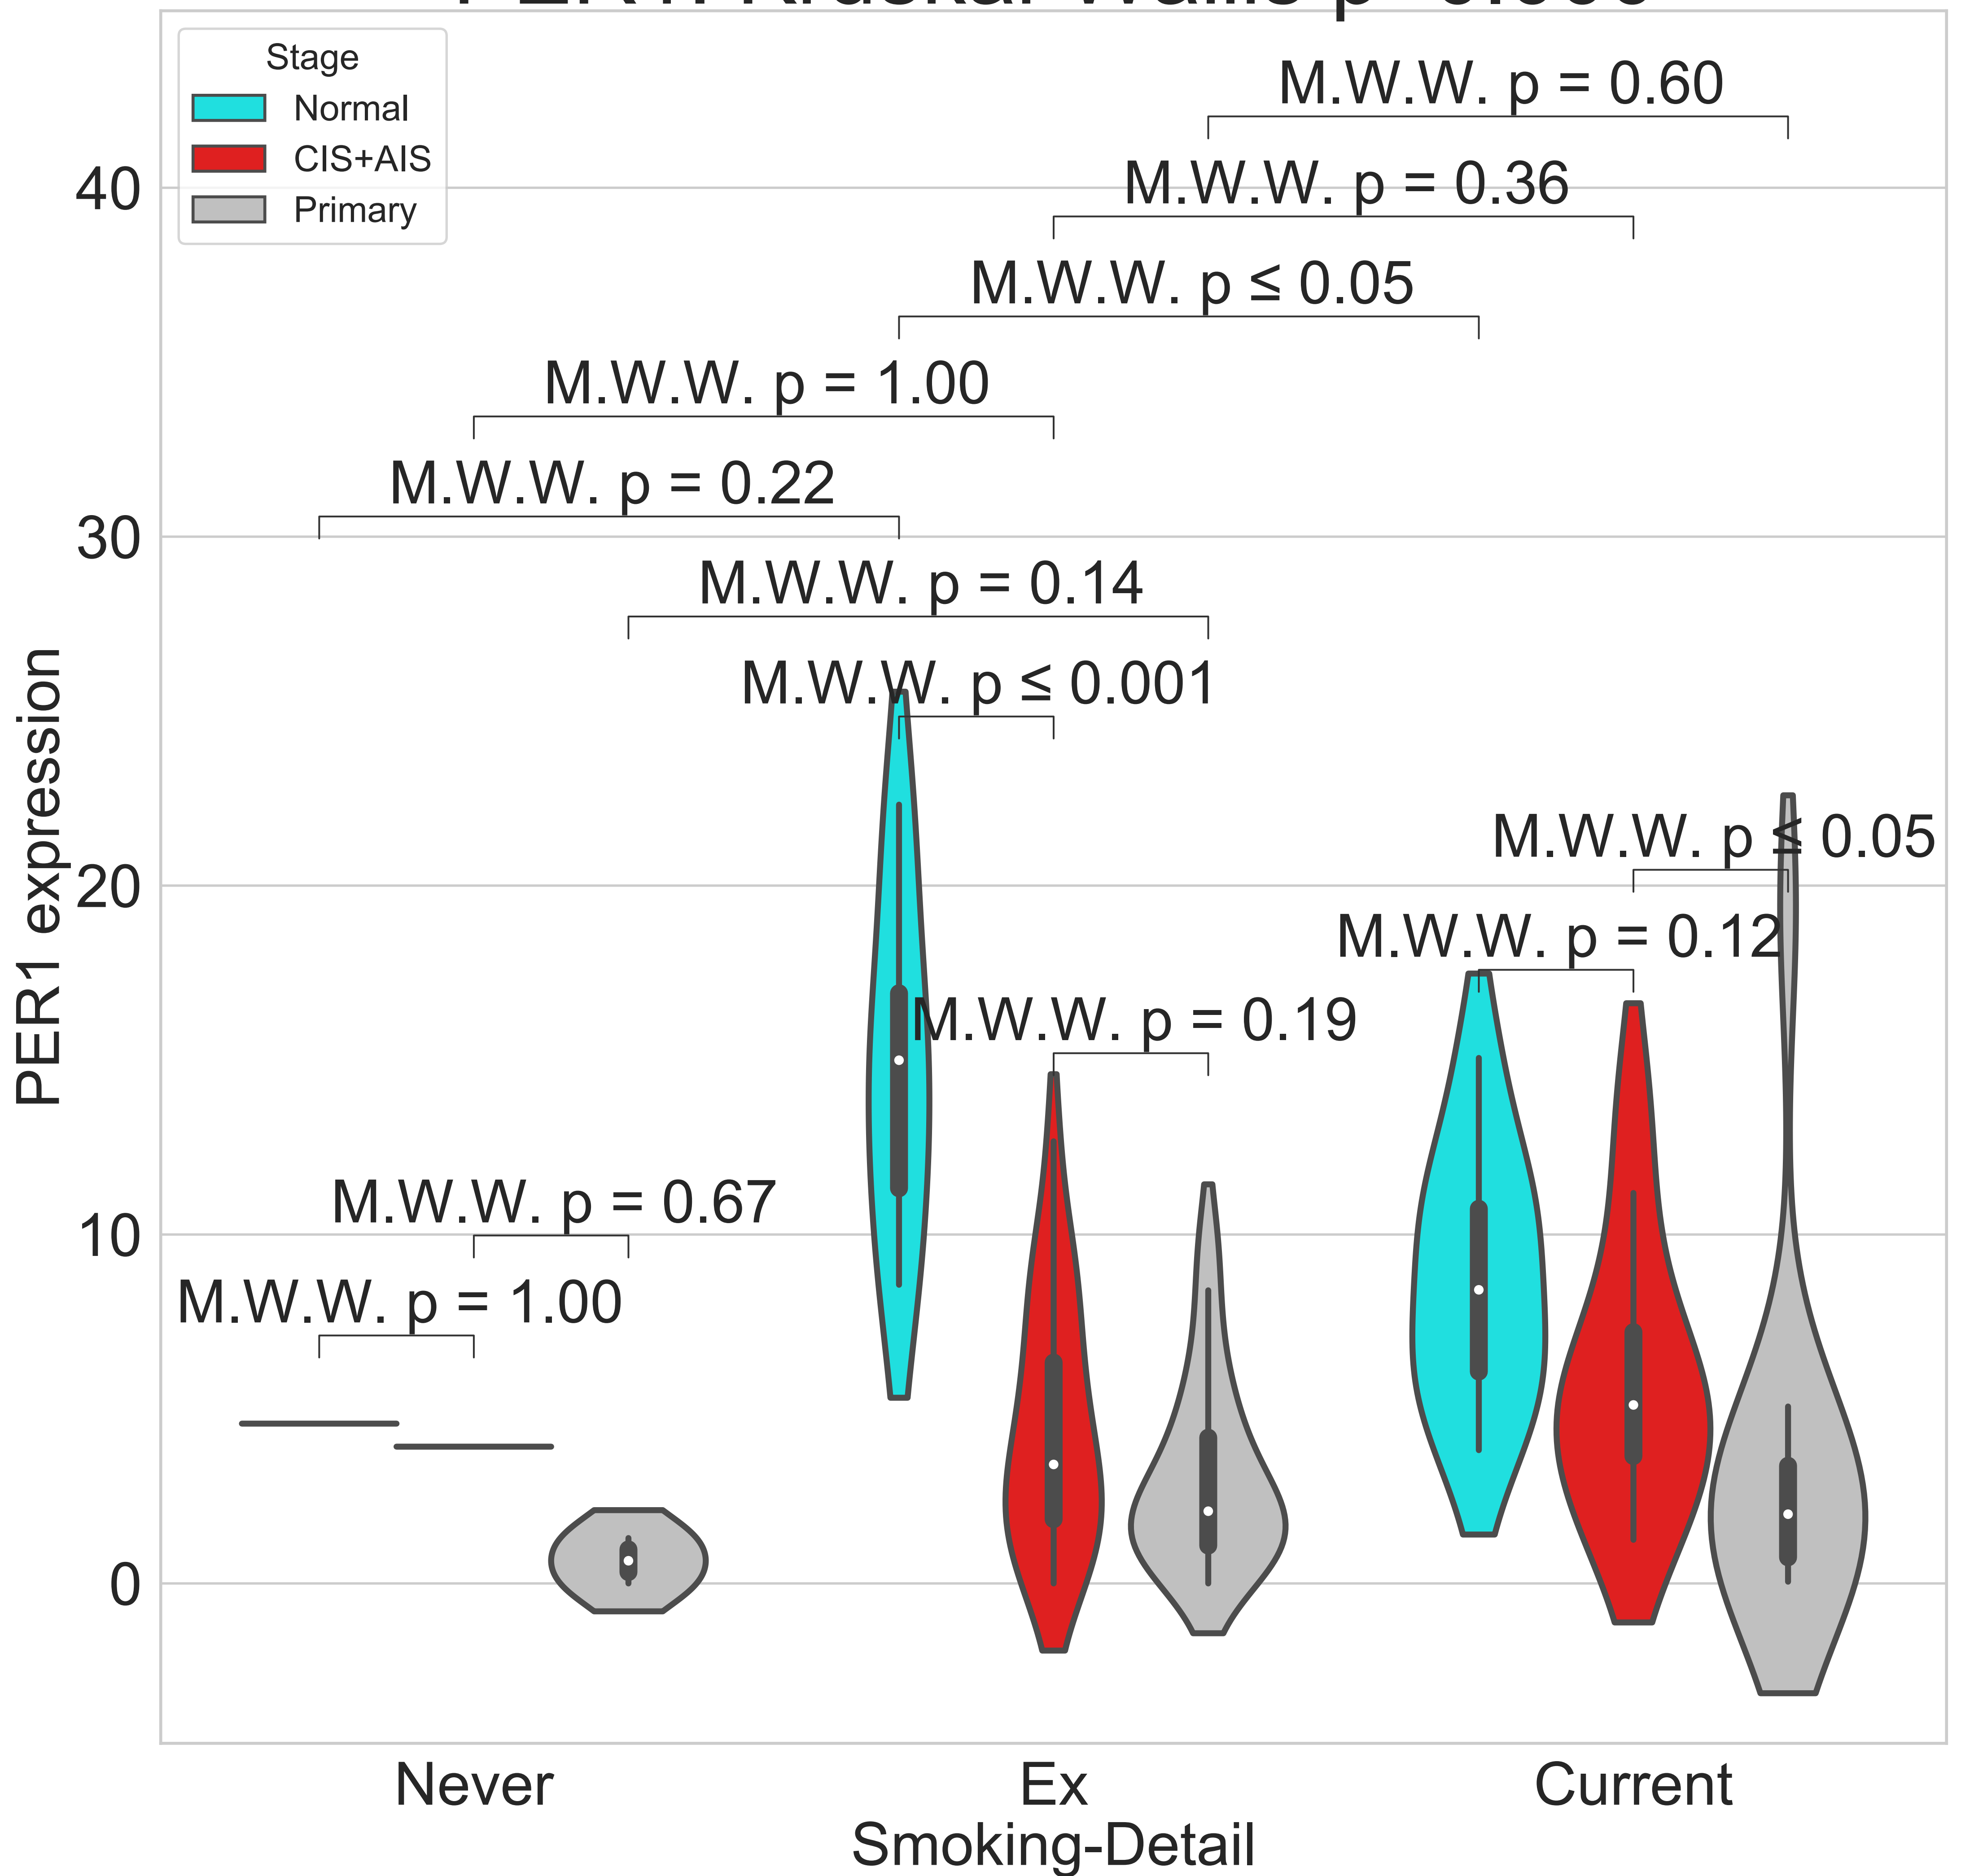 Stage
Normal
CIS+AIS
Primary
M.W.W. p = 0.60
M.W.W. p = 0.36
M.W.W. p ≤ 0.05
M.W.W. p = 1.00
M.W.W. p = 0.22
M.W.W. p = 0.14
M.W.W. p ≤ 0.001
M.W.W. p ≤ 0.05
M.W.W. p = 0.12
M.W.W. p = 0.19
M.W.W. p = 0.67
M.W.W. p = 1.00
40
30
20
10
0
PER1 expression
Never
Ex
Current
Smoking-Detail